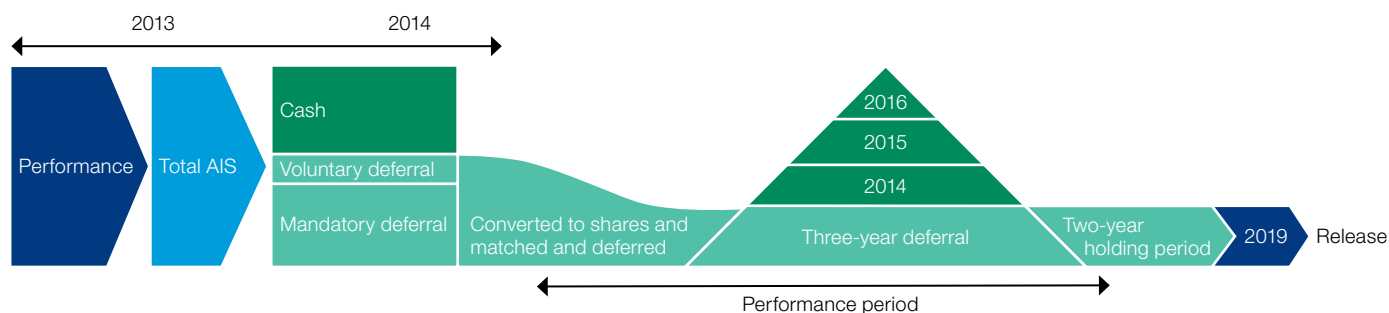 2013
2014
Performance
Total AIS
Cash
Voluntary deferral
Mandatory deferral
Converted to shares and
matched and deferred
2016
2015
2014
Three-year deferral
Two-year
holding period
2019
Release
Performance period